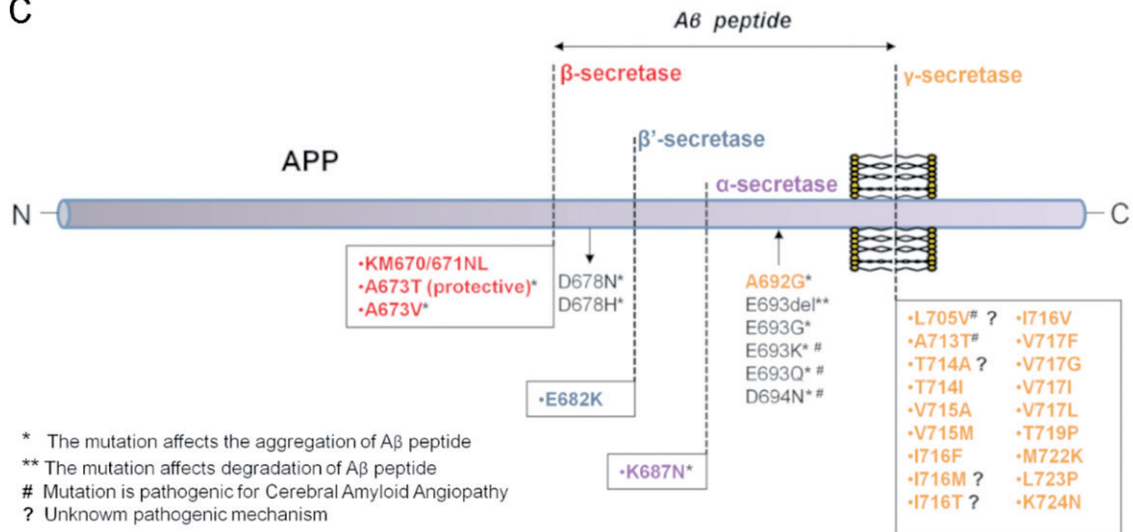 C
Aβ peptide
β-secretase
γ-secretase
β’-secretase
APP
α-secretase
N
C
•KM670/671NL
•A673T (protective)*
•A673V*
D678N*
D678H*
A692G*
E693del**
E693G*
E693K* #
E693Q* #
D694N* #
•L705V# ? •I716V
•A713T# •V717F
•T714A ? •V717G
•T714I •V717I
•V715A •V717L
•V715M •T719P
•I716F •M722K
•I716M ? •L723P
•I716T ? •K724N
•E682K
•K687N*
* The mutation affects the aggregation of Aβ peptide
** The mutation affects degradation of Aβ peptide
# Mutation is pathogenic for Cerebral Amyloid Angiopathy
? Unknowm pathogenic mechanism